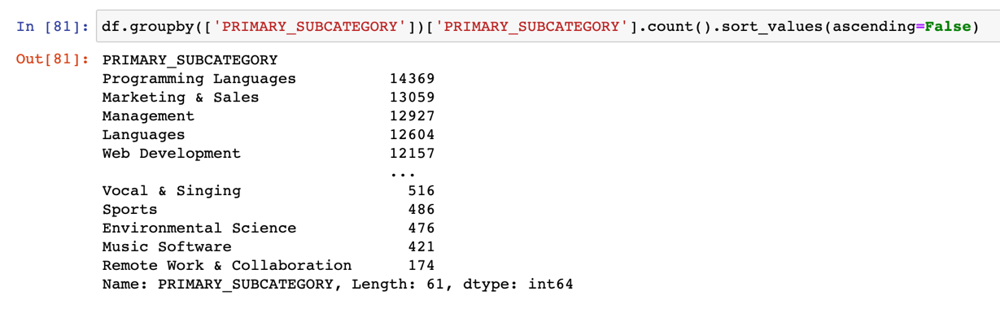 In [81]: df.groupby(['PRIMARY_SUBCATEGORY'])['PRIMARY_SUBCATEGORY'].count().sort_values(ascending=False)
Out[81]: PRIMARY_SUBCATEGORY
Programming Languages 14369
Marketing & Sales 13059
Management 12927
Languages 12604
Web Development 12157
...
Vocal & Singing 516
Sports 486
Environmental Science 476
Music Software 421
Remote Work & Collaboration 174
Name: PRIMARY_SUBCATEGORY, Length: 61, dtype: int64